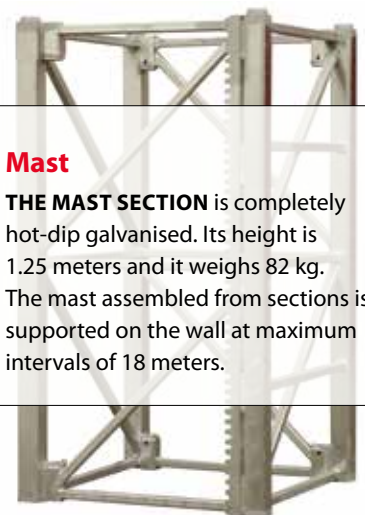 Mast
THE MAST SECTION is completely
hot-dip galvanised. Its height is
1.25 meters and it weighs 82 kg.
The mast assembled from sections is
supported on the wall at maximum
intervals of 18 meters.